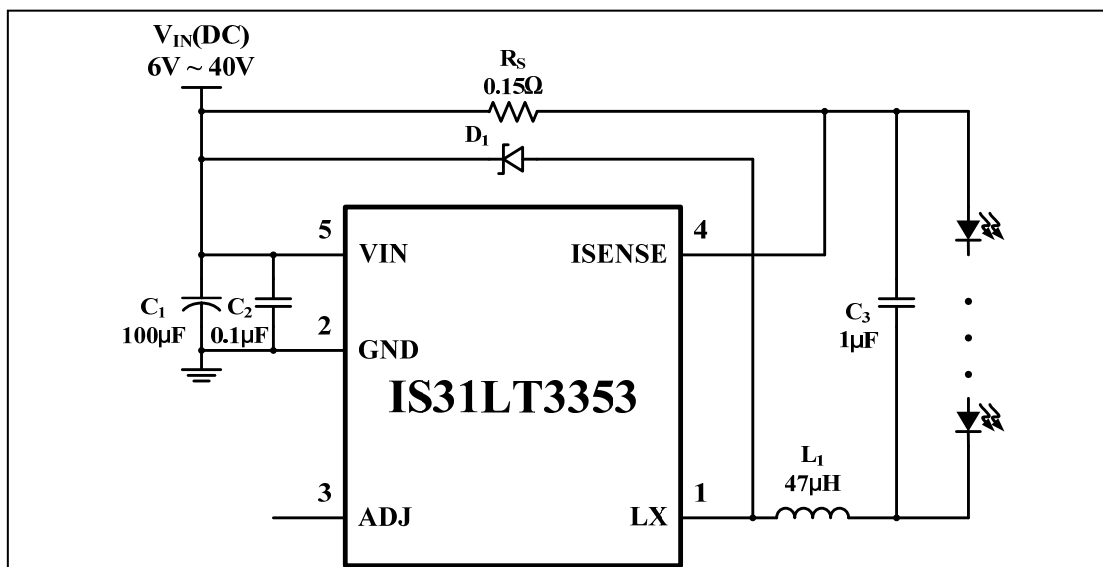 V_IN(DC)
6V ~ 40V
R_S
0.15Ω
D_1
5
VIN
ISENSE
4
C_1
100µF
C_2
0.1µF
2
GND
C_3
1µF
IS31LT3353
L_1
47µH
3
ADJ
LX
1